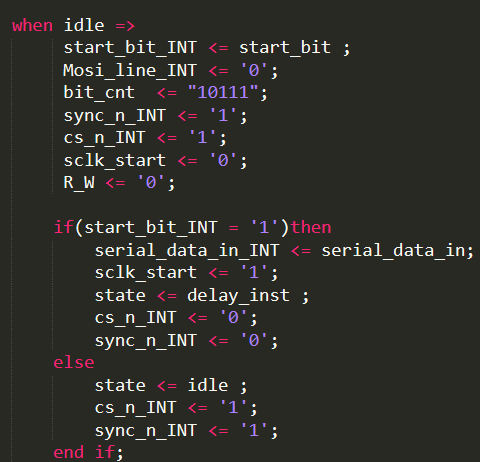 when idle =>
start_bit_INT <= start_bit ;
Mosi_line_INT <= '0';
bit_cnt  <= "10111";
sync_n_INT <= '1';
cs_n_INT <= '1';
sclk_start <= '0';
R_W <= '0';
if(start_bit_INT = '1')then
serial_data_in_INT <= serial_data_in;
sclk_start <= '1';
state <= delay_inst ;
cs_n_INT <= '0';
sync_n_INT <= '0';
else
state <= idle ;
cs_n_INT <= '1';
sync_n_INT <= '1';
end if;